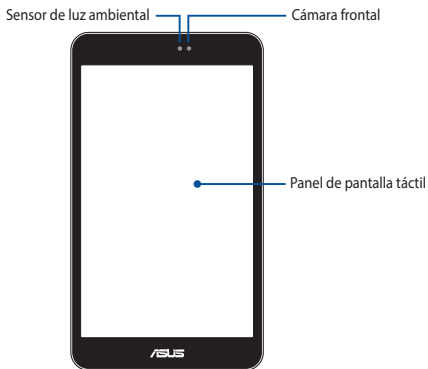 Sensor de luz ambiental
Cámara frontal
Panel de pantalla táctil
ASUS